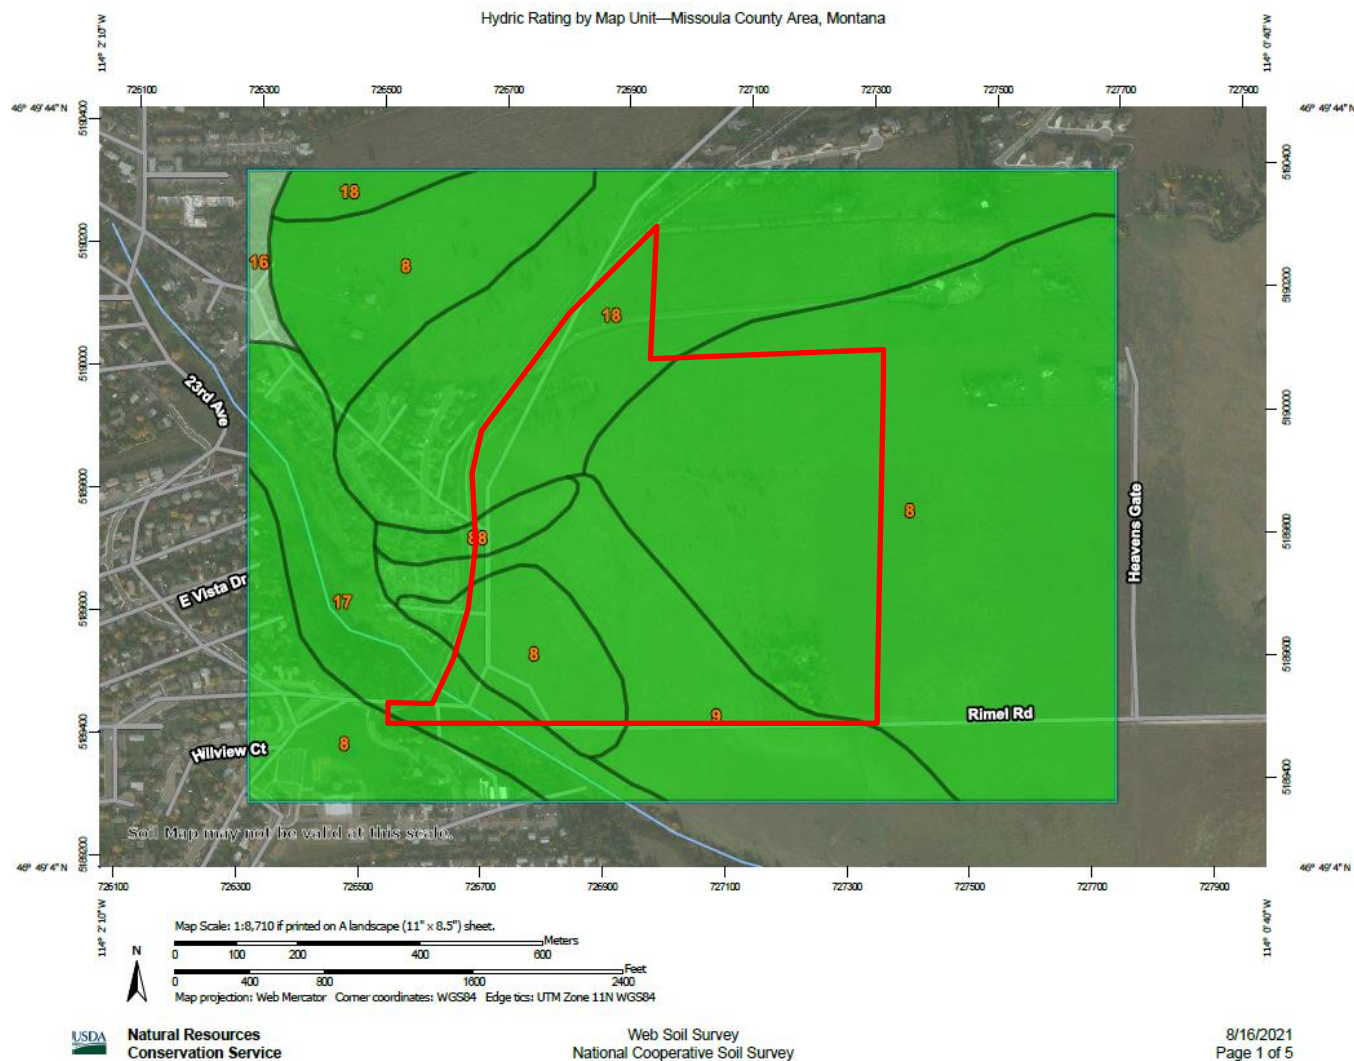 Hydric Rating by Map Unit—Missoula County Area, Montana
114° 2' 10" W
114° 0' 40" W
726100 726300 726500 726700 726900 727100 727300 727500 727700 727900
46° 49' 44" N
46° 49' 44" N
5190400
5190400
18
5190200
16
8
5190200
18
5190000
5190000
23rd Ave
5189800
8
Heavens Gate
88
5189800
E Vista Dr
17
5189600
8
5189600
9
Rimel Rd
5189400
Hillview Ct
8
5189400
Soil Map may not be valid at this scale.
5189200
46° 49' 4" N
46° 49' 4" N
726100 726300 726500 726700 726900 727100 727300 727500 727700 727900
114° 2' 10" W
114° 0' 40" W
Map Scale: 1:8,710 if printed on A landscape (11" x 8.5") sheet.
N
Meters
0 100 200 400 600
Feet
0 400 800 1600 2400
Map projection: Web Mercator Corner coordinates: WGS84 Edge tics: UTM Zone 11N WGS84
USDA
Natural Resources
Conservation Service
Web Soil Survey
National Cooperative Soil Survey
8/16/2021
Page 1 of 5